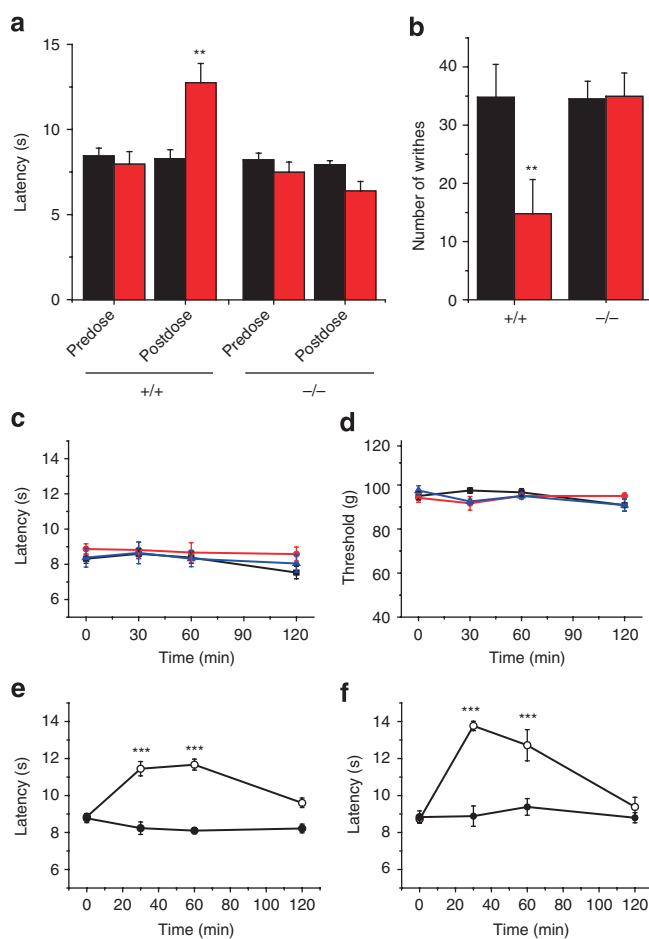 a
15
10
5
0
Latency (s)
**
Predose
Postdose
Predose
Postdose
+/+
–/–
b
40
30
20
10
0
Number of writhes
**
+/+
–/–
c
14
12
10
8
6
Latency (s)
0 30 60 90 120
Time (min)
d
120
100
80
60
40
Threshold (g)
0 30 60 90 120
Time (min)
e
14
12
10
8
6
Latency (s)
*** ***
0 20 40 60 80 100 120
Time (min)
f
14
12
10
8
6
Latency (s)
*** ***
0 20 40 60 80 100 120
Time (min)